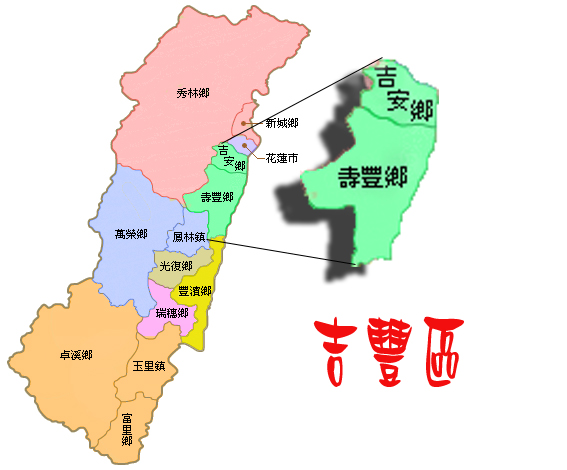 秀林鄉
新城鄉
花蓮市
吉安鄉
壽豐鄉
萬榮鄉
鳳林鎮
光復鄉
豐濱鄉
瑞穗鄉
卓溪鄉
玉里鎮
富里鄉
吉安鄉
壽豐鄉
吉豐區